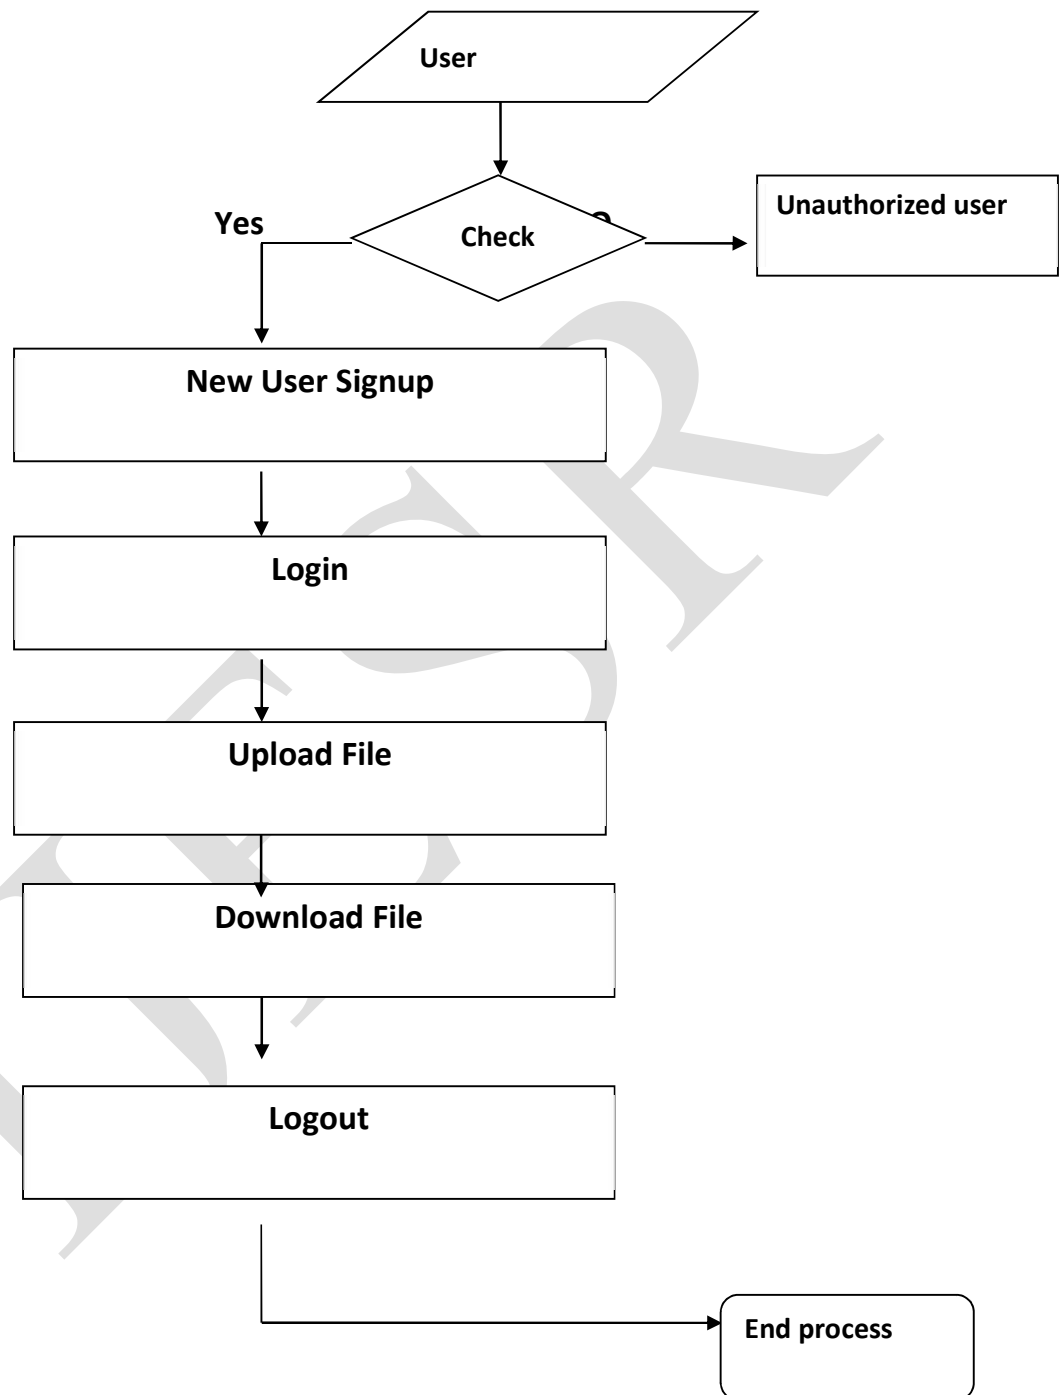 User
Yes
Check
Unauthorized user
New User Signup
Login
Upload File
Download File
Logout
End process